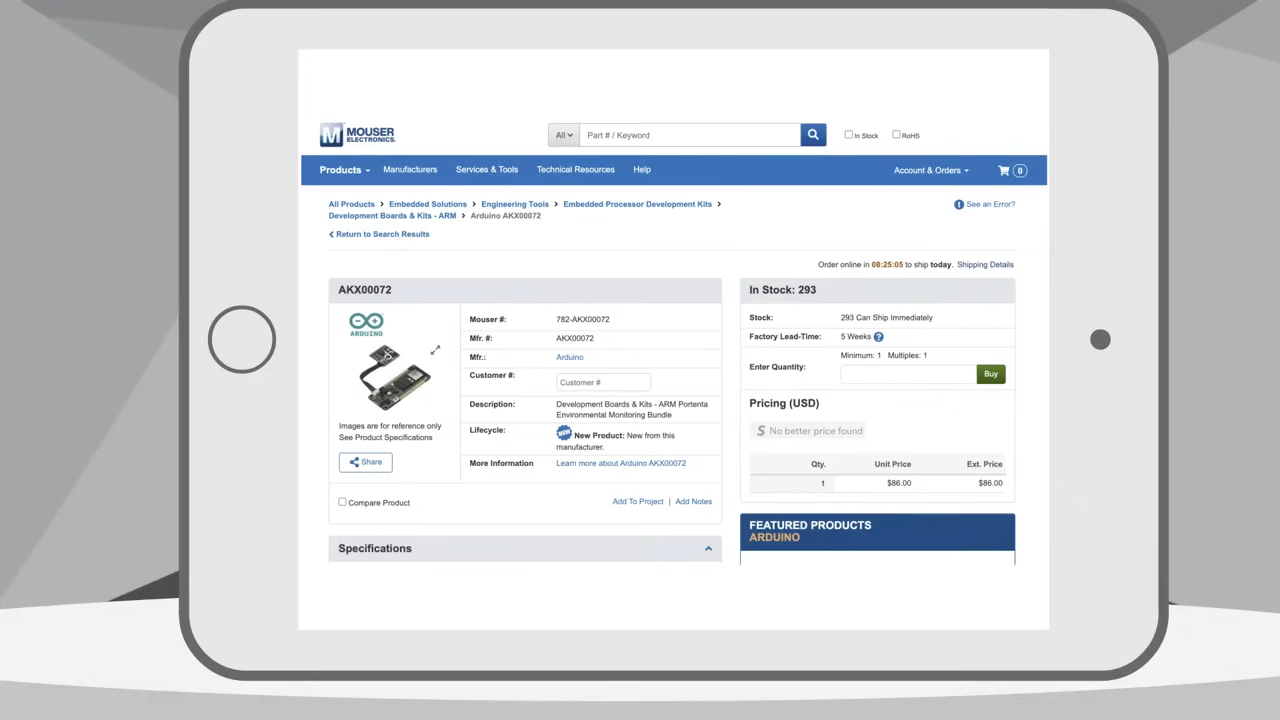 M MOUSER
ELECTRONICS.
All
Part # / Keyword
In Stock
RoHS
Products
Manufacturers
Services & Tools
Technical Resources
Help
Account & Orders
0
All Products > Embedded Solutions > Engineering Tools > Embedded Processor Development Kits >
Development Boards & Kits - ARM > Arduino AKX00072
See an Error?
Return to Search Results
Order online in 08:25:05 to ship today. Shipping Details
AKX00072
ARDUINO
Images are for reference only
See Product Specifications
Share
Mouser #: 782-AKX00072
Mfr. #: AKX00072
Mfr.: Arduino
Customer #: Customer #
Description: Development Boards & Kits - ARM Portenta
Environmental Monitoring Bundle
Lifecycle: NEW New Product: New from this
manufacturer.
More Information Learn more about Arduino AKX00072
Compare Product
Add To Project | Add Notes
Specifications
In Stock: 293
Stock: 293 Can Ship Immediately
Factory Lead-Time: 5 Weeks ?
Minimum: 1 Multiples: 1
Enter Quantity:
Buy
Pricing (USD)
S No better price found
Qty. Unit Price Ext. Price
1 $86.00 $86.00
FEATURED PRODUCTS
ARDUINO